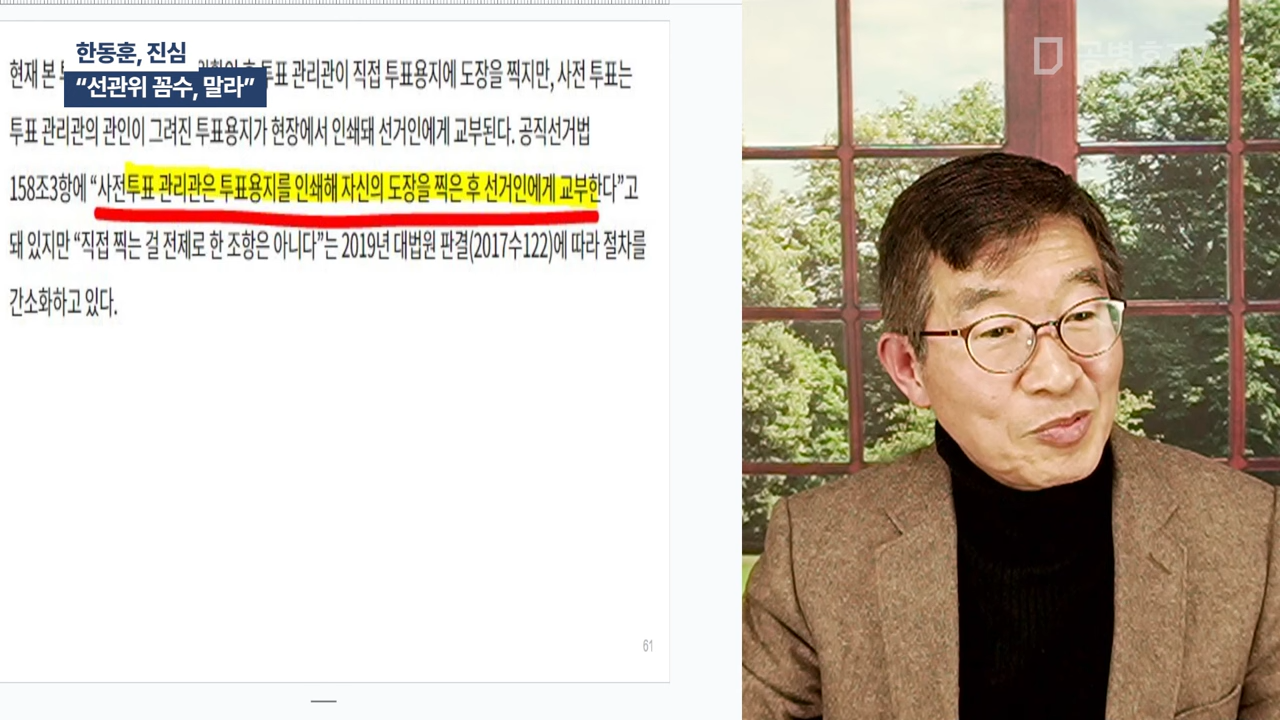 한동훈, 진심
“선관위 꼼수, 말라”
현재 본 후 투표 관리관이 직접 투표용지에 도장을 찍지만, 사전 투표는
투표 관리관의 관인이 그려진 투표용지가 현장에서 인쇄돼 선거인에게 교부된다. 공직선거법
158조3항에 “사전투표 관리관은 투표용지를 인쇄해 자신의 도장을 찍은 후 선거인에게 교부한다”고
돼 있지만 “직접 찍는 걸 전제로 한 조항은 아니다”는 2019년 대법원 판결(2017수122)에 따라 절차를
간소화하고 있다.
61
공병호